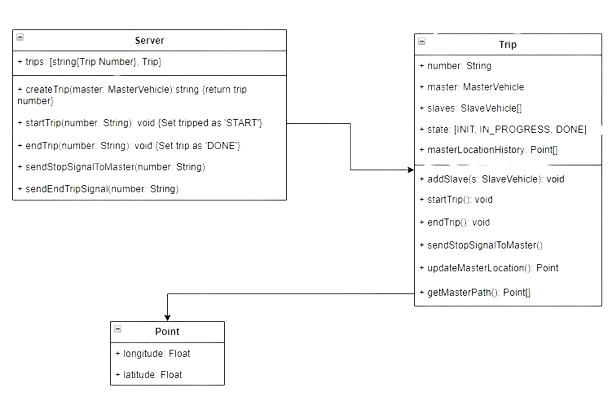 Server
+ trips: [string{Trip Number}, Trip]
+ createTrip(master: MasterVehicle):string {return trip
number}
+ startTrip(number: String): void {Set tripped as 'START'}
+ endTrip(number: String): void {Set trip as 'DONE'}
+ sendStopSignalToMaster(number: String)
+ sendEndTripSignal(number: String)
Trip
+ number: String
+ master: MasterVehicle
+ slaves: SlaveVehicle[]
+ state: [INIT, IN_PROGRESS, DONE]
+ masterLocationHistory: Point[]
+ addSlave(s: SlaveVehicle): void
+ startTrip(): void
+ endTrip(): void
+ sendStopSignalToMaster()
+ updateMasterLocation(): Point
+ getMasterPath(): Point[]
Point
+ longitude: Float
+ latitude: Float